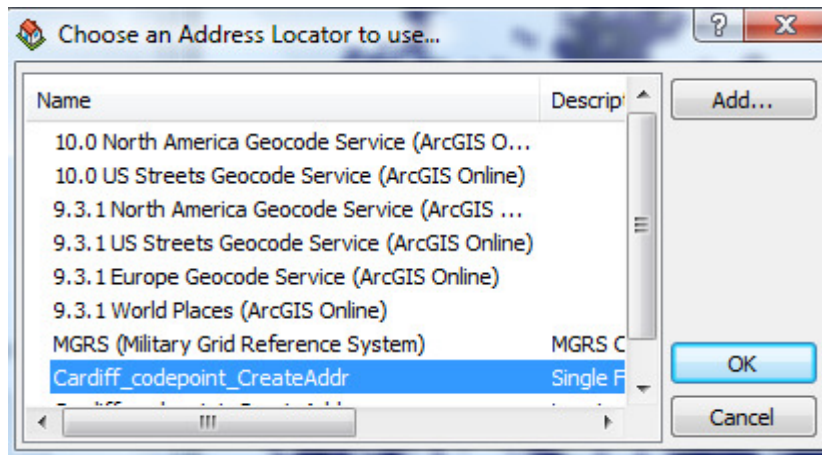 Choose an Address Locator to use...
Name Descrip
Add...
10.0 North America Geocode Service (ArcGIS O...
10.0 US Streets Geocode Service (ArcGIS Online)
9.3.1 North America Geocode Service (ArcGIS ...
9.3.1 US Streets Geocode Service (ArcGIS Online)
9.3.1 Europe Geocode Service (ArcGIS Online)
9.3.1 World Places (ArcGIS Online)
MGRS (Military Grid Reference System) MGRS C
Cardiff_codepoint_CreateAddr Single F
OK
Cancel